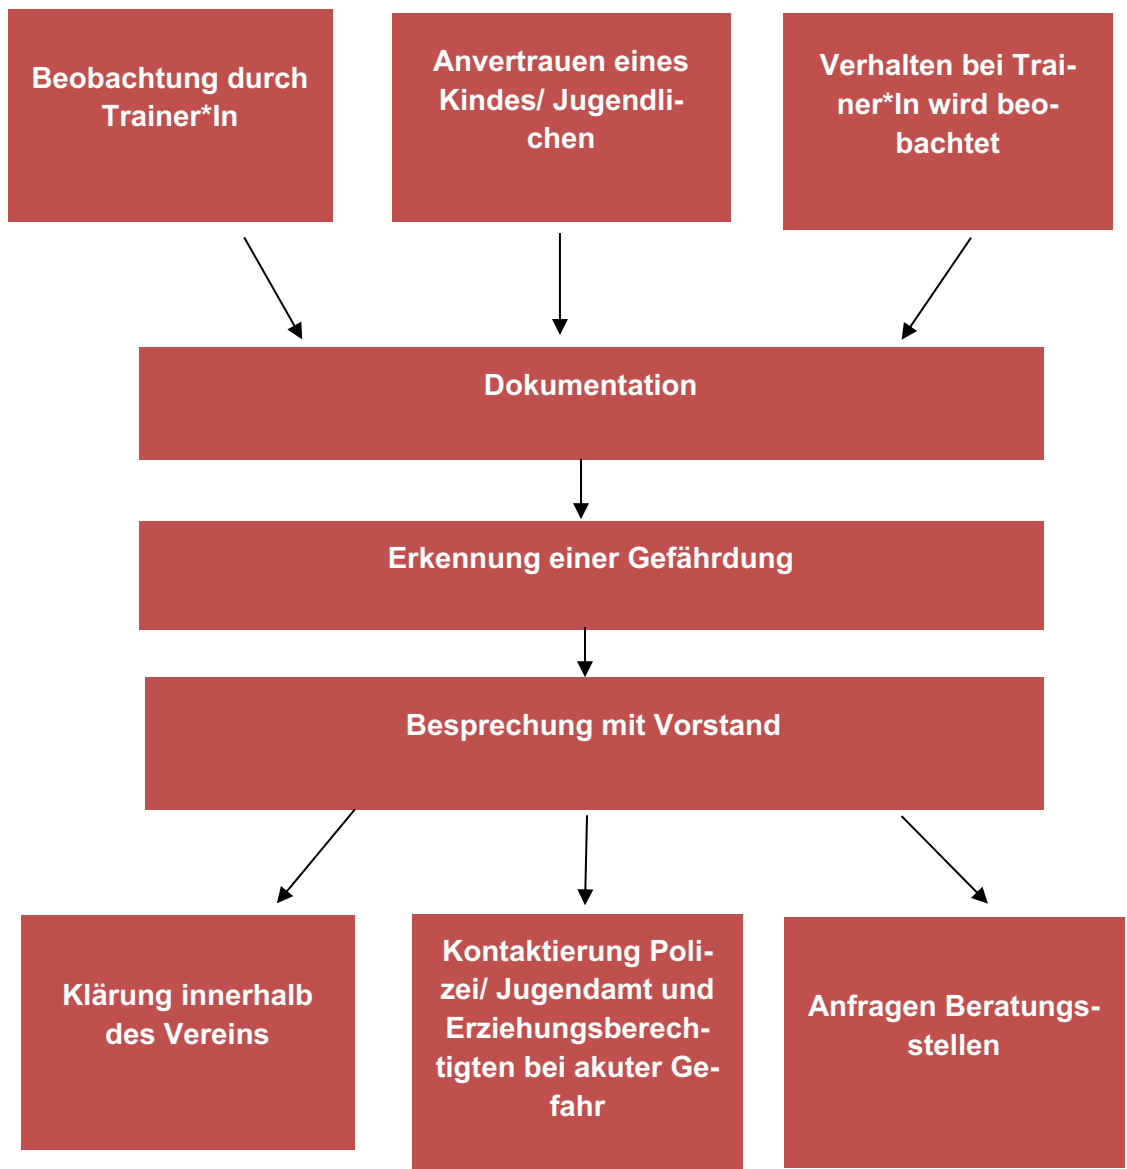 Beobachtung durch
Trainer*In
Anvertrauen eines
Kindes/ Jugendli-
chen
Verhalten bei Trai-
ner*In wird beo-
bachtet
Dokumentation
Erkennung einer Gefährdung
Besprechung mit Vorstand
Klärung innerhalb
des Vereins
Kontaktierung Poli-
zei/ Jugendamt und
Erziehungsberech-
tigten bei akuter Ge-
fahr
Anfragen Beratungs-
stellen